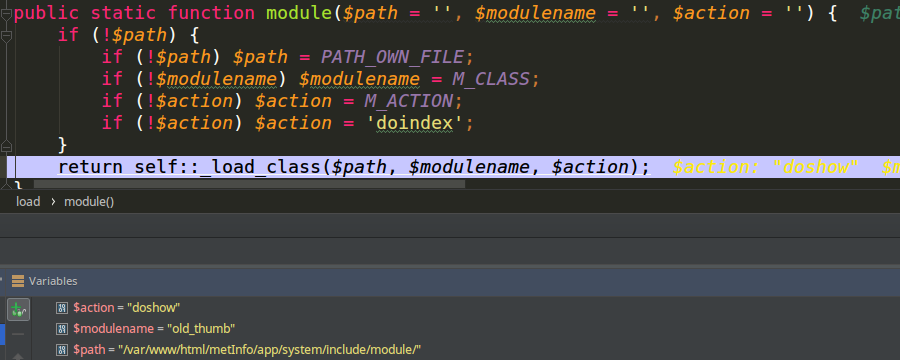 public static function module($path = '', $modulename = '', $action = '') {  $pat
if (!$path) {
if (!$path) $path = PATH_OWN_FILE;
if (!$modulename) $modulename = M_CLASS;
if (!$action) $action = M_ACTION;
if (!$action) $action = 'doindex';
}
return self::_load_class($path, $modulename, $action);  $action: "doshow"  $m
}
load › module()
Variables
$action = "doshow"
$modulename = "old_thumb"
$path = "/var/www/html/metInfo/app/system/include/module/"